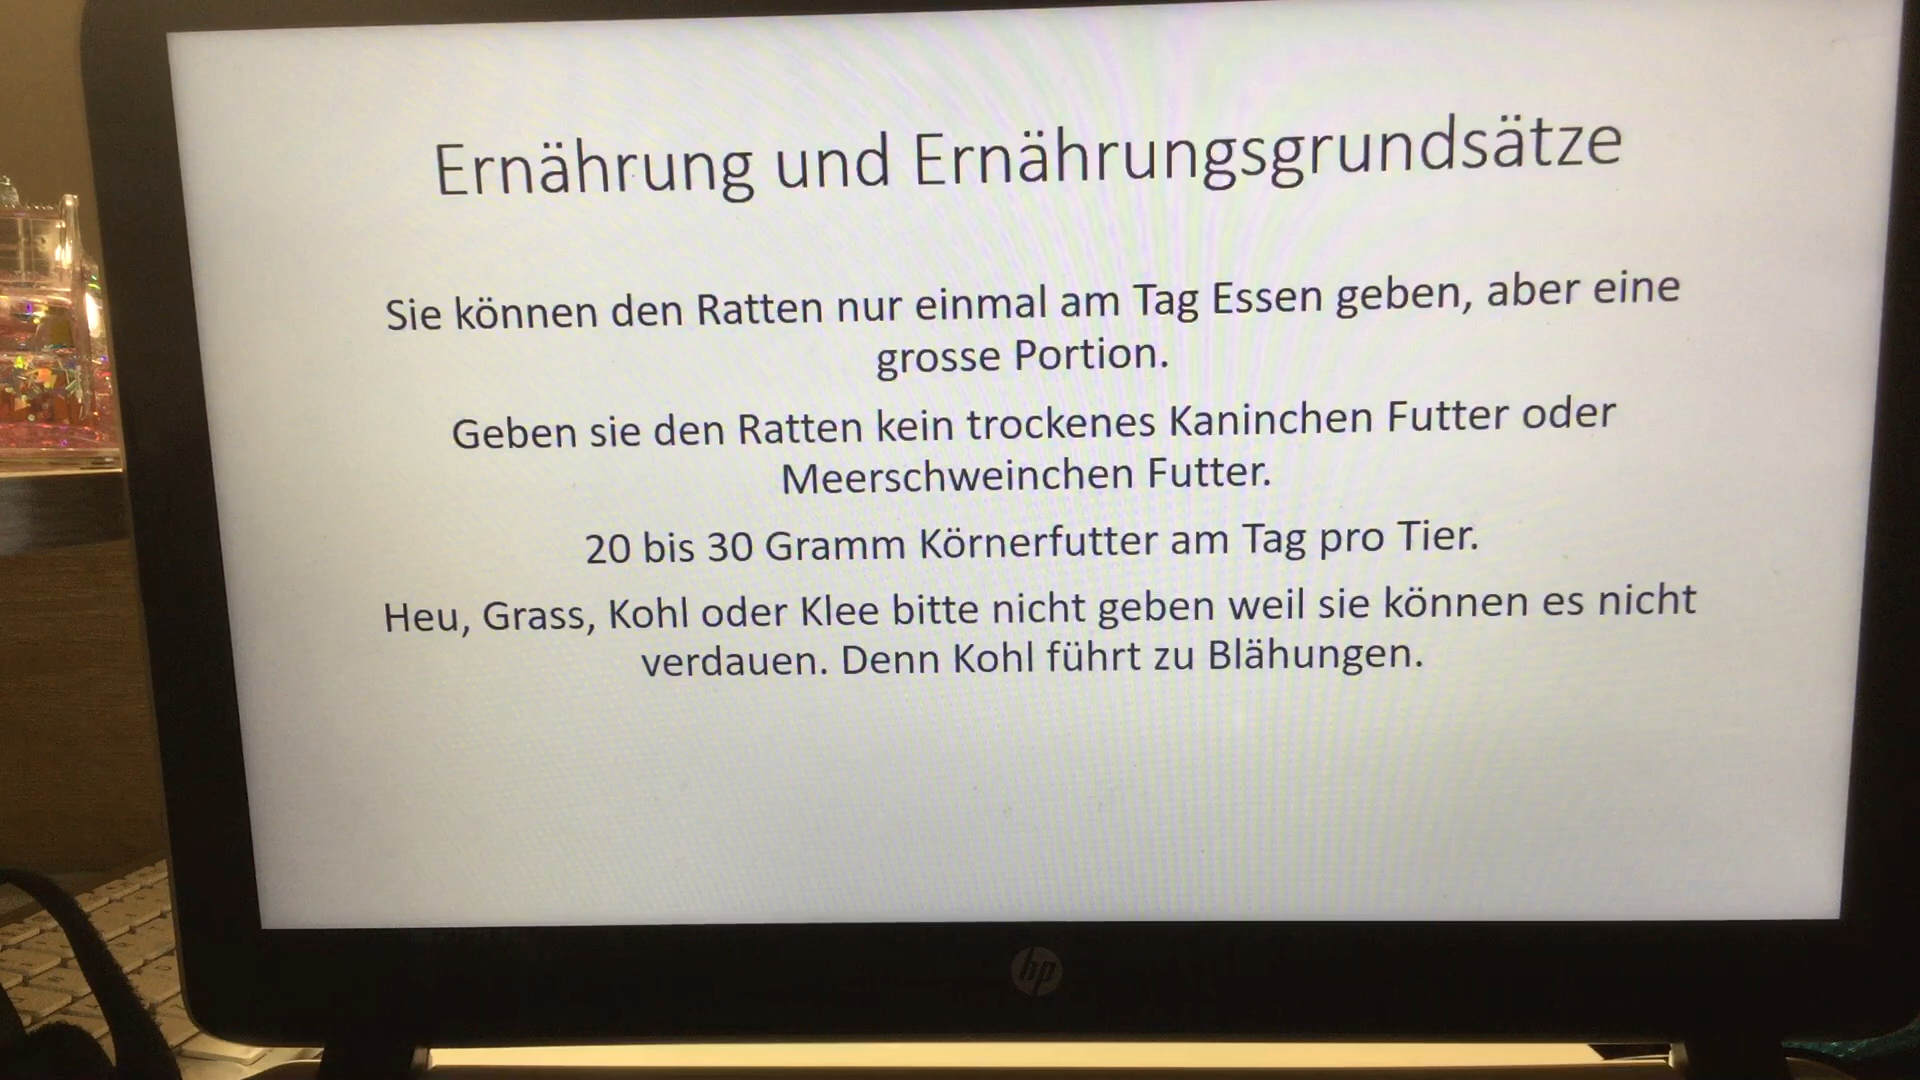 Ernährung und Ernährungsgrundsätze
Sie können den Ratten nur einmal am Tag Essen geben, aber eine
grosse Portion.
Geben sie den Ratten kein trockenes Kaninchen Futter oder
Meerschweinchen Futter.
20 bis 30 Gramm Körnerfutter am Tag pro Tier.
Heu, Grass, Kohl oder Klee bitte nicht geben weil sie können es nicht
verdauen. Denn Kohl führt zu Blähungen.
hp